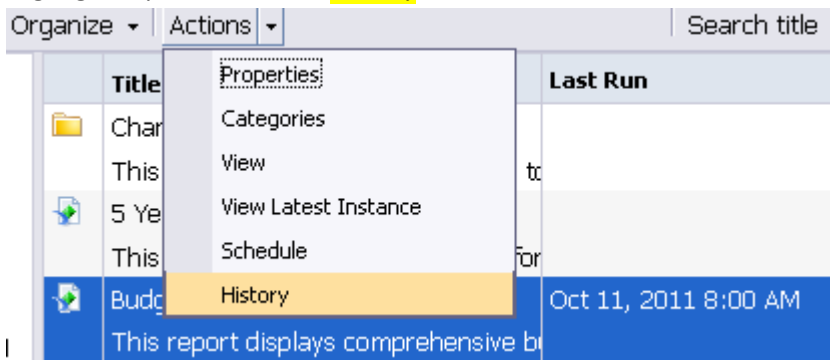 Organize Actions Search title
Title Last Run
Properties
Categories
View
View Latest Instance
Schedule
History
This
5
This
Oct 11, 2011 8:00 AM
This report displays comprehensive